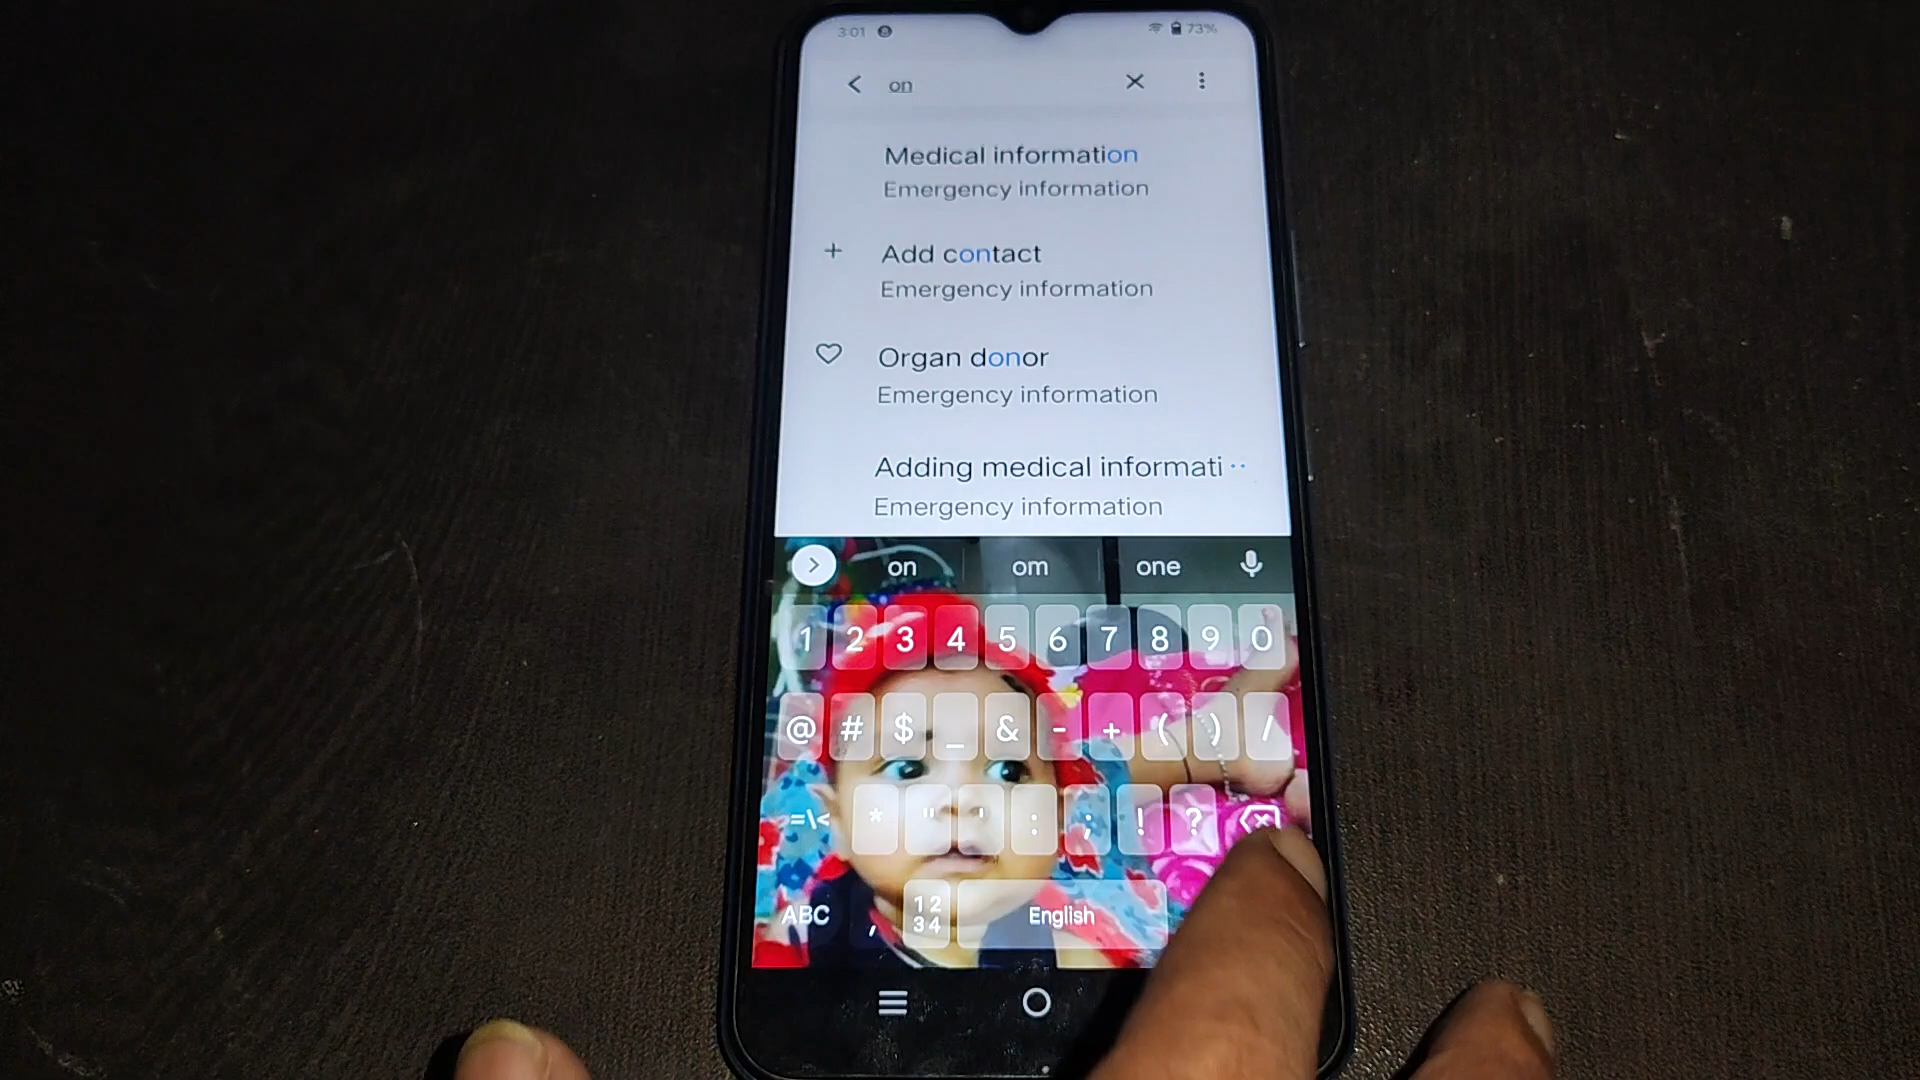 3:01 73%
on
Medical information
Emergency information
Add contact
Emergency information
Organ donor
Emergency information
Adding medical informati ··
Emergency information
on om one
1 2 3 4 5 6 7 8 9 0
@ # $ _ & - + ( ) /
=\< * " ' : ; ! ?
ABC , 12 34 English